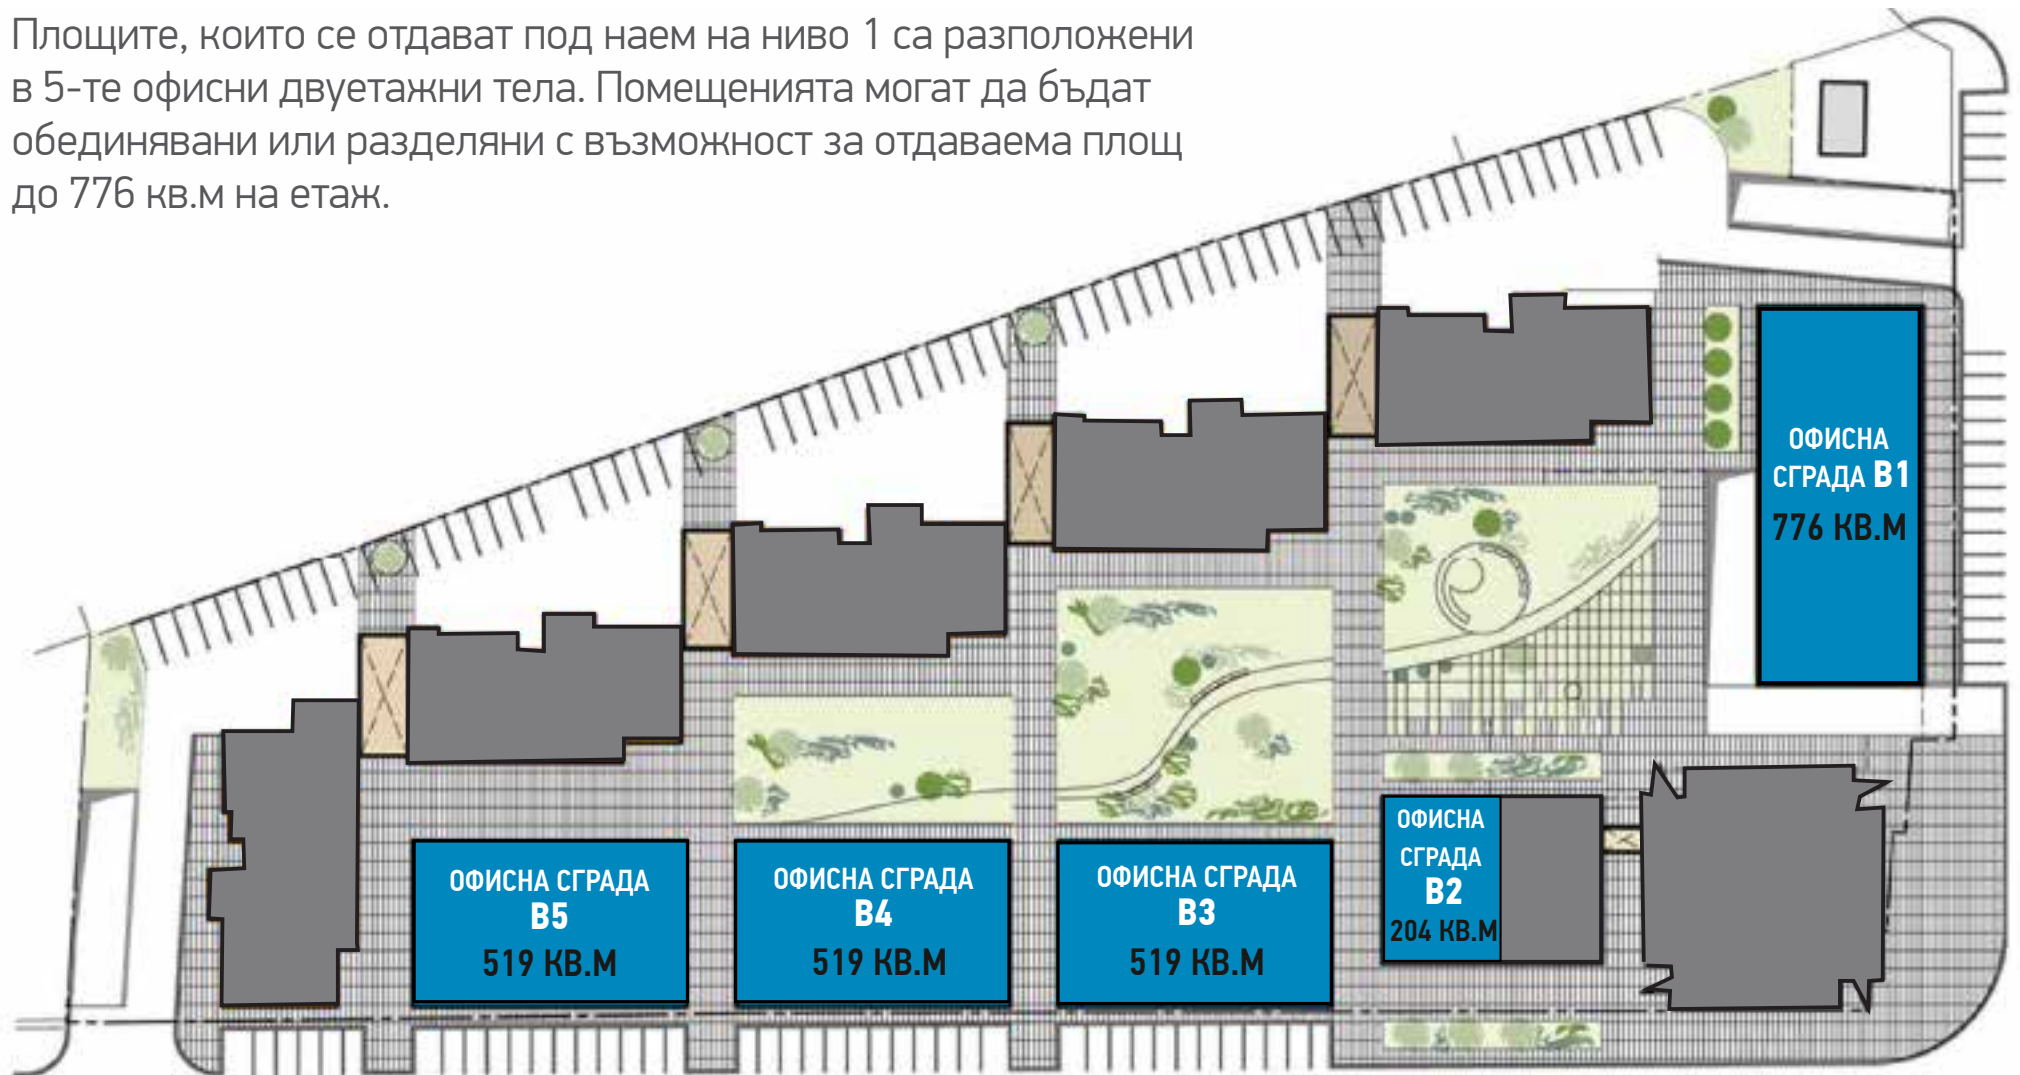 Площите, които се отдават под наем на ниво 1 са разположени
в 5-те офисни двуетажни тела. Помещенията могат да бъдат
обединявани или разделяни с възможност за отдаваема площ
до 776 кв.м на етаж.
ОФИСНА
СГРАДА В1
776 КВ.М
ОФИСНА
СГРАДА
В2
204 КВ.М
ОФИСНА СГРАДА
В3
519 КВ.М
ОФИСНА СГРАДА
В4
519 КВ.М
ОФИСНА СГРАДА
В5
519 КВ.М